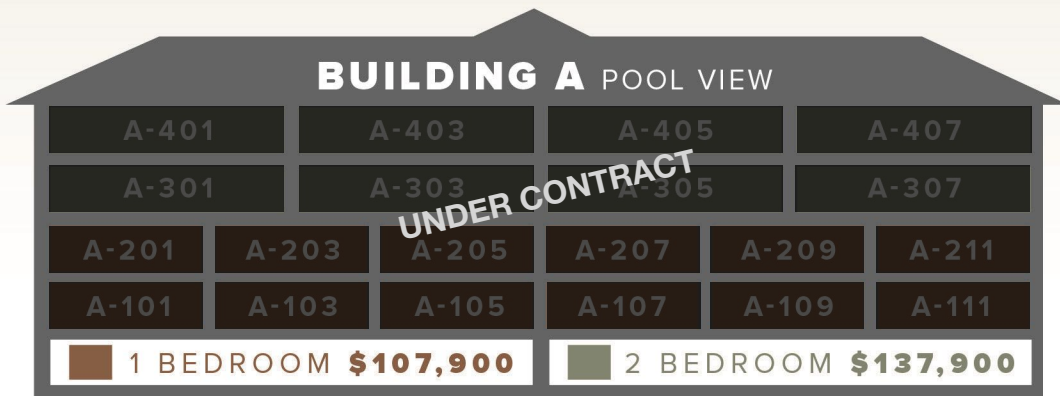 BUILDING A POOL VIEW
A-401 A-403 A-405 A-407
A-301 A-303 A-305 A-307
UNDER CONTRACT
A-201 A-203 A-205 A-207 A-209 A-211
A-101 A-103 A-105 A-107 A-109 A-111
1 BEDROOM $107,900 2 BEDROOM $137,900